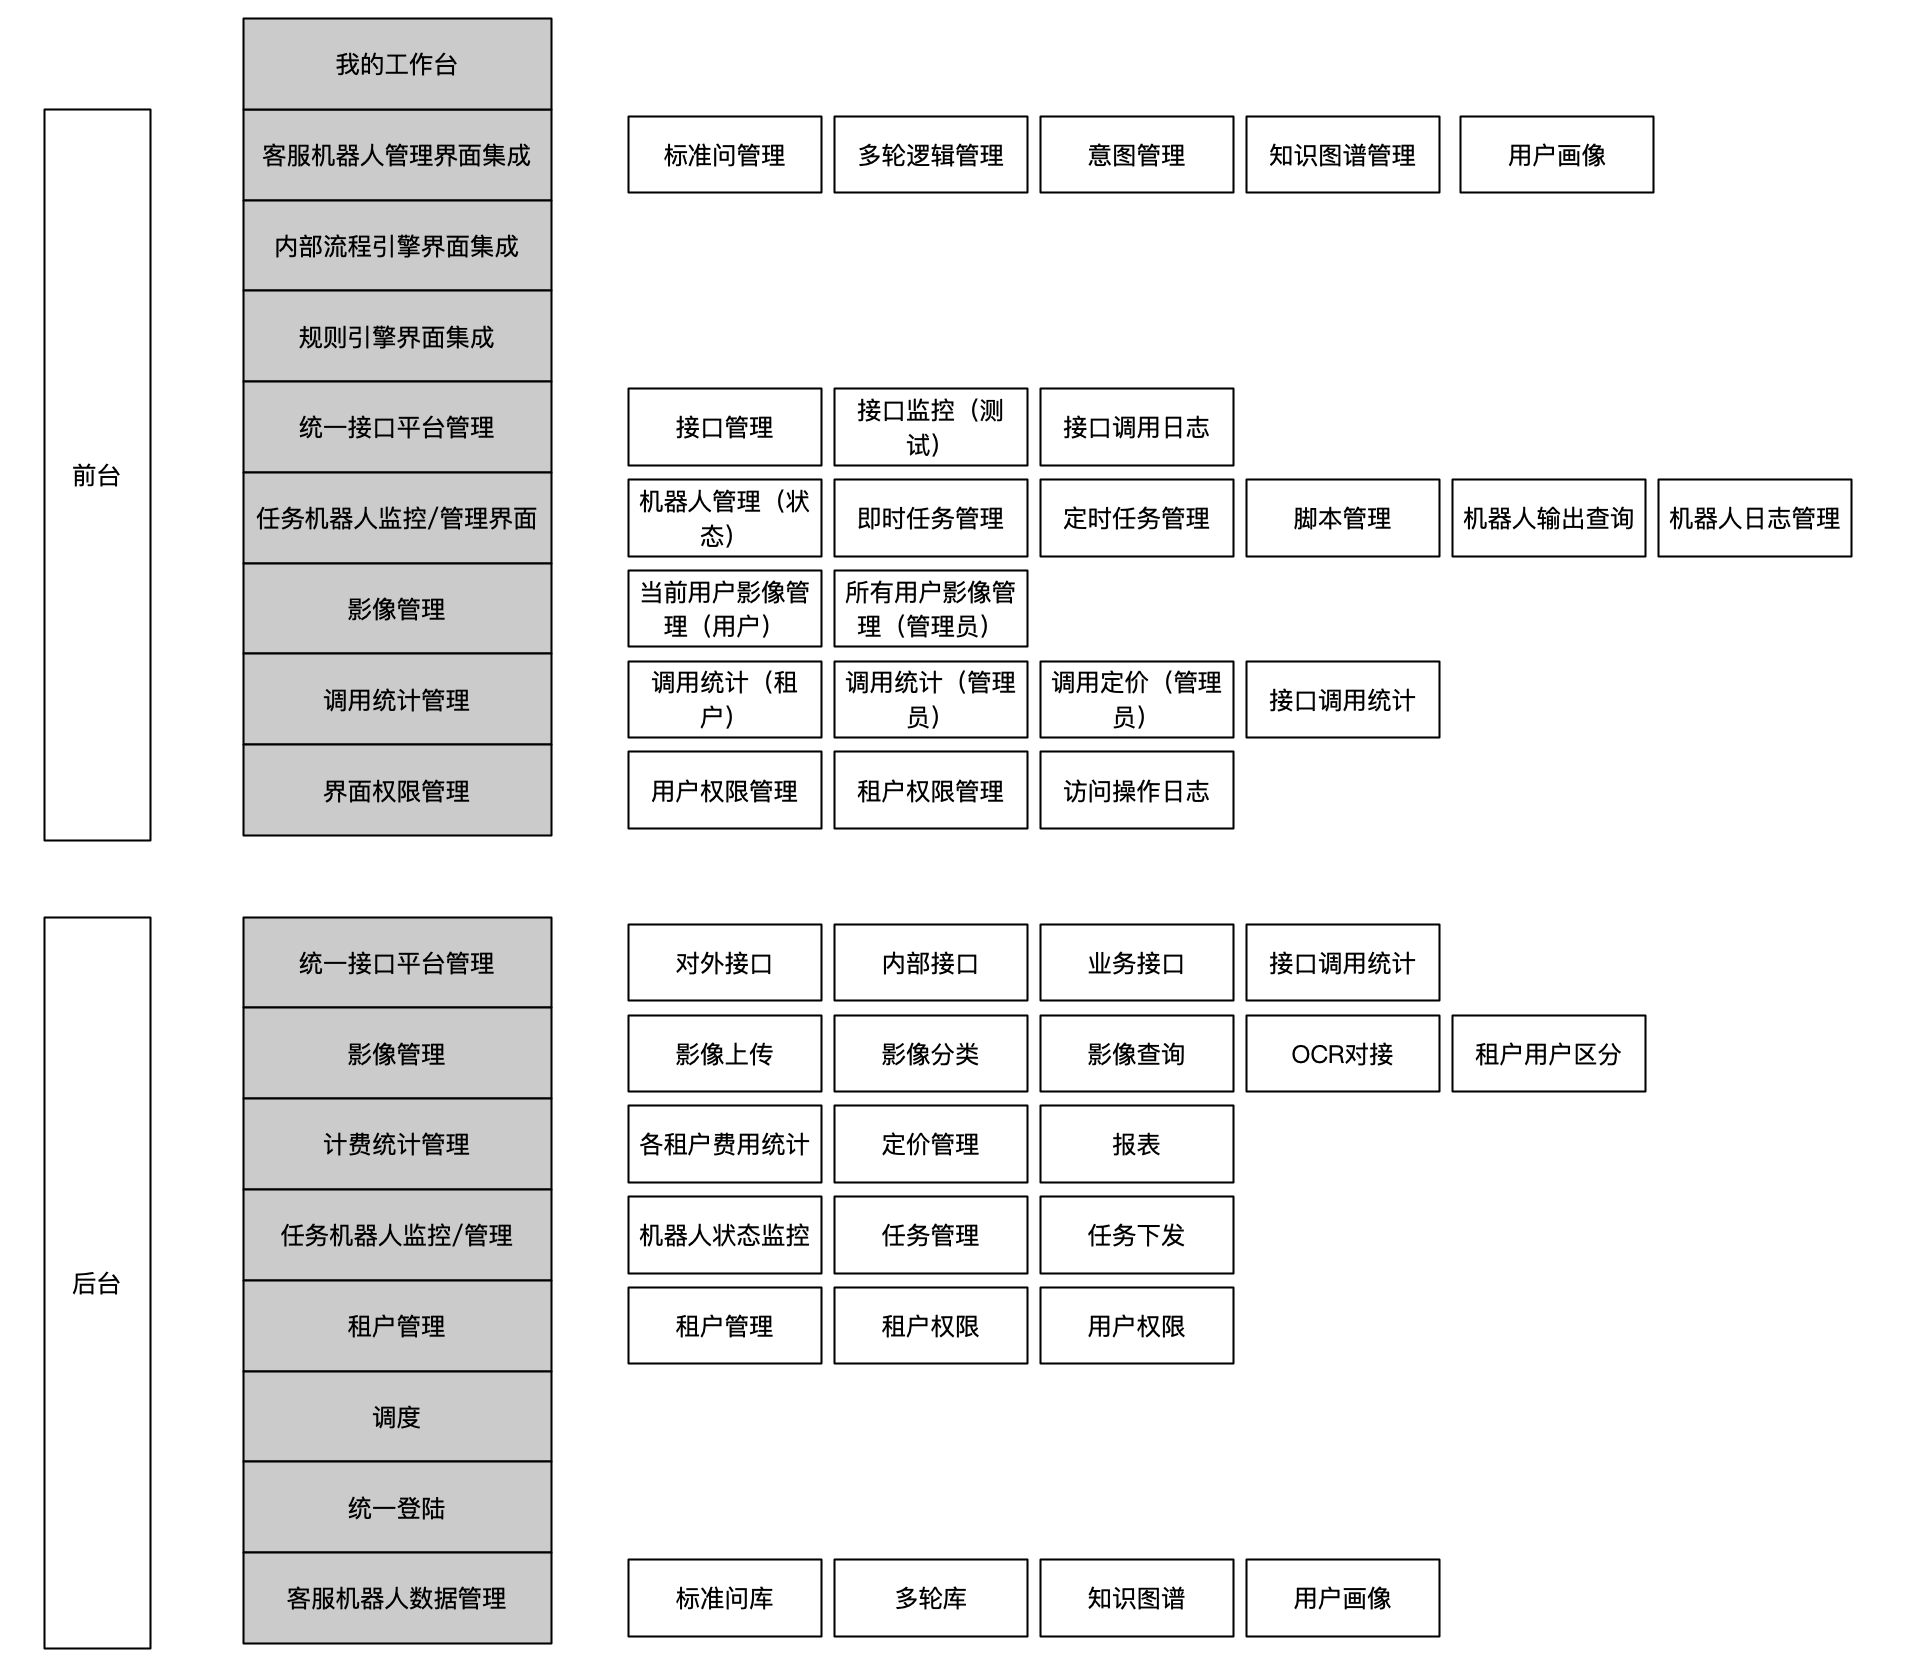 我的工作台
客服机器人管理界面集成
标准问管理
多轮逻辑管理
意图管理
知识图谱管理
用户画像
内部流程引擎界面集成
规则引擎界面集成
前台
统一接口平台管理
接口管理
接口监控（测
试）
接口调用日志
任务机器人监控/管理界面
机器人管理（状
态）
即时任务管理
定时任务管理
脚本管理
机器人输出查询
机器人日志管理
影像管理
当前用户影像管
理（用户）
所有用户影像管
理（管理员）
调用统计管理
调用统计（租
户）
调用统计（管理
员）
调用定价（管理
员）
接口调用统计
界面权限管理
用户权限管理
租户权限管理
访问操作日志
后台
统一接口平台管理
对外接口
内部接口
业务接口
接口调用统计
影像管理
影像上传
影像分类
影像查询
OCR对接
租户用户区分
计费统计管理
各租户费用统计
定价管理
报表
任务机器人监控/管理
机器人状态监控
任务管理
任务下发
租户管理
租户管理
租户权限
用户权限
调度
统一登陆
客服机器人数据管理
标准问库
多轮库
知识图谱
用户画像